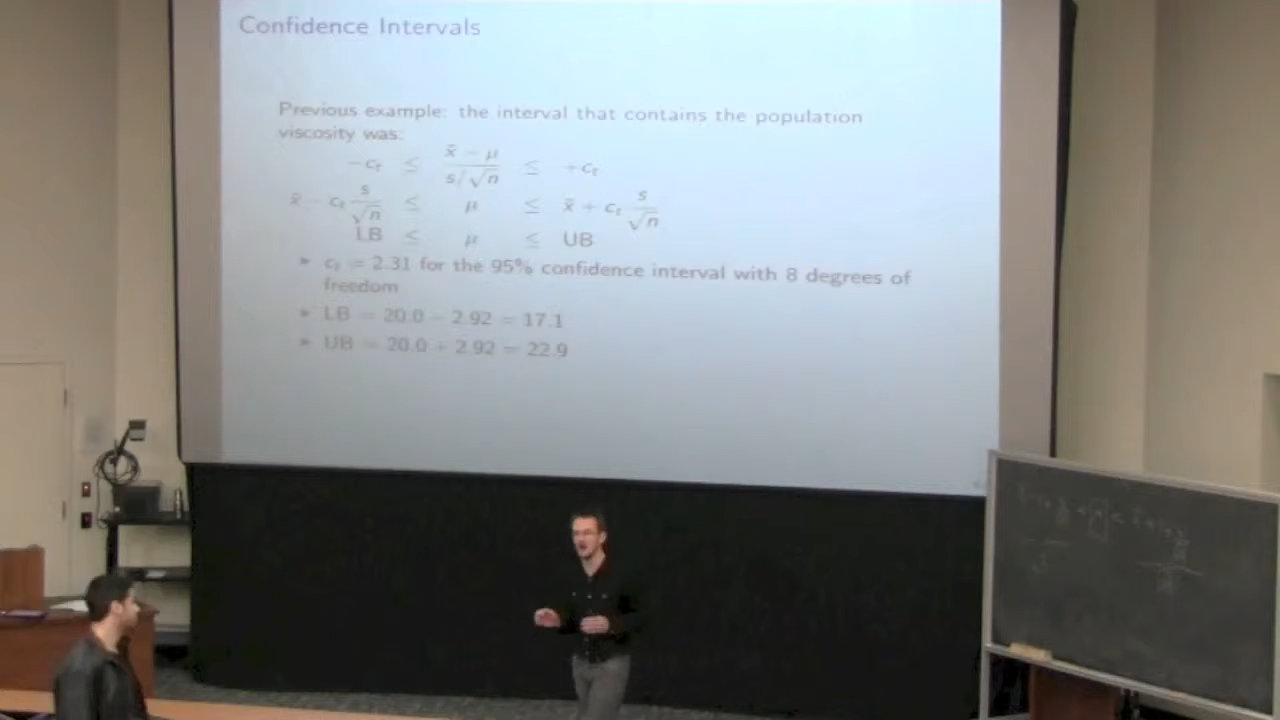 Confidence Intervals
Previous example: the interval that contains the population
viscosity was:
−c_t ≤ (x̄ − μ)/(s/√n) ≤ +c_t
x̄ − c_t s/√n ≤ μ ≤ x̄ + c_t s/√n
LB ≤ μ ≤ UB
► c_t = 2.31 for the 95% confidence interval with 8 degrees of
freedom
► LB = 20.0 − 2.92 = 17.1
► UB = 20.0 + 2.92 = 22.9